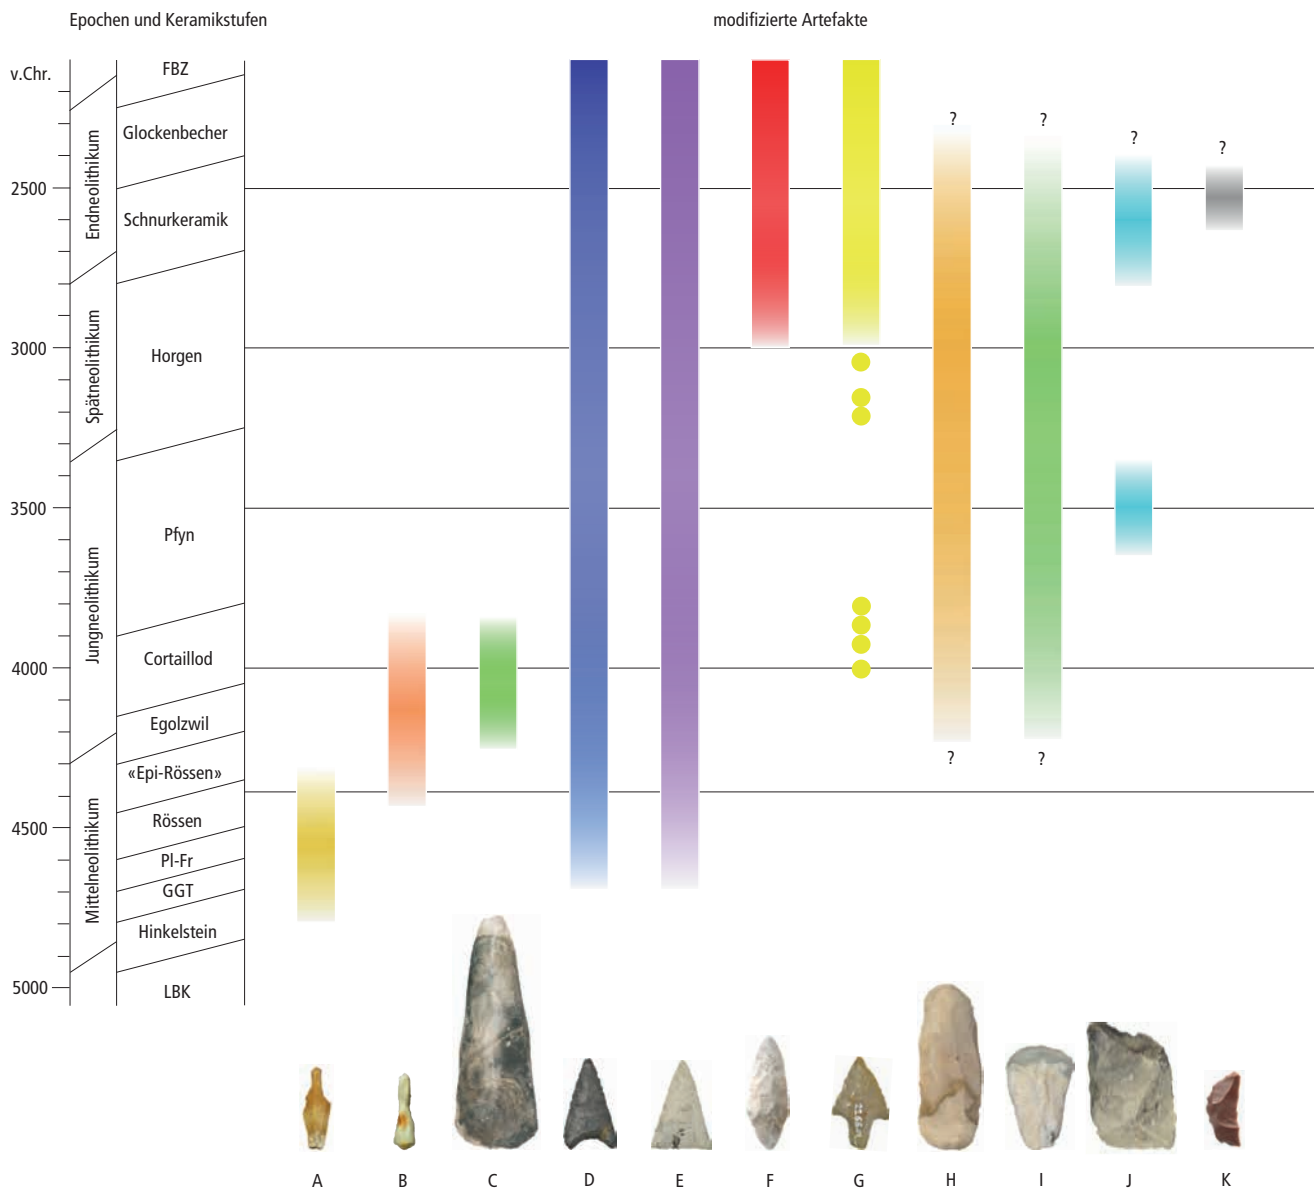 Epochen und Keramikstufen
modifizierte Artefakte
v.Chr.
FBZ
Glockenbecher
Endneolithikum
2500
Schnurkeramik
Spätneolithikum
3000
Horgen
3500
Pfyn
Jungneolithikum
4000
Cortaillod
Egolzwil
«Epi-Rössen»
Mittelneolithikum
4500
Rössen
Pl-Fr
GGT
Hinkelstein
5000
LBK
? ? ? ?
? ?
A B C D E F G H I J K